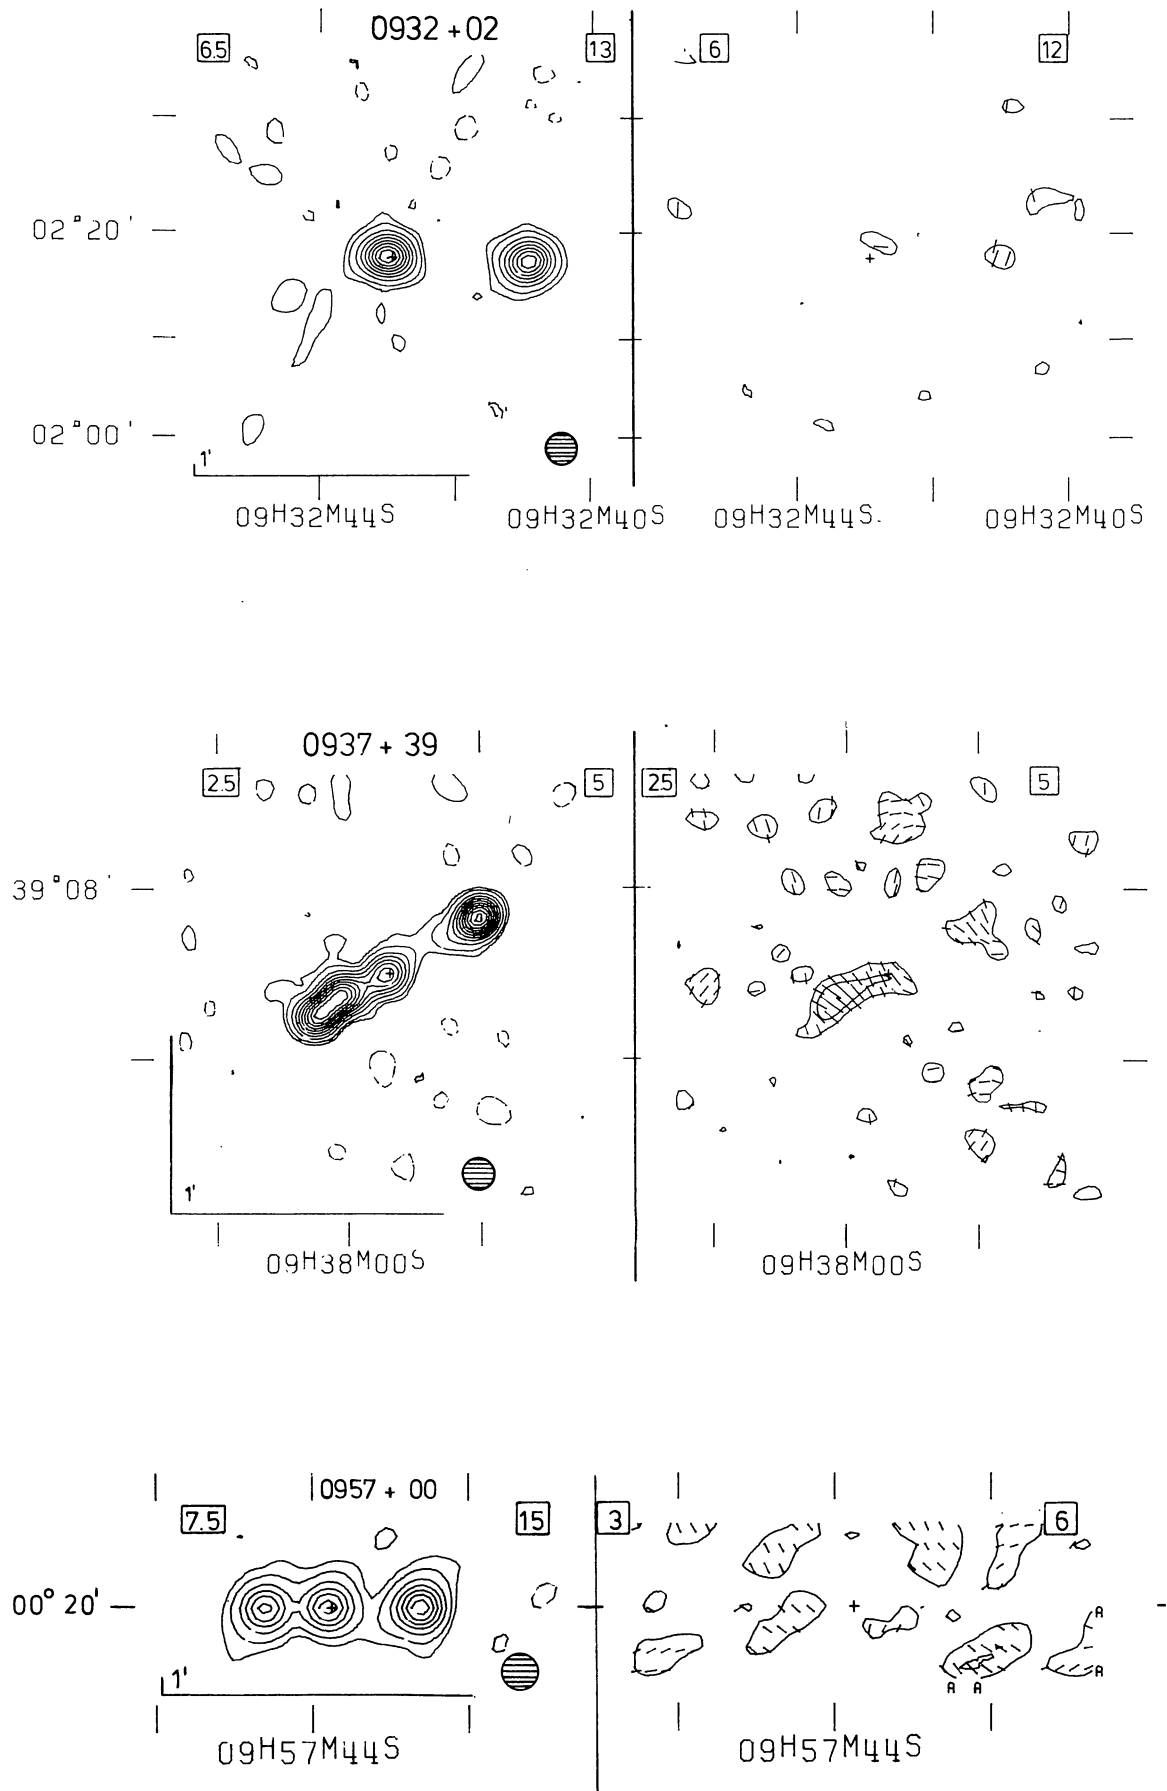 0932 + 02
6.5 13 6 12
02°20'
02°00'
1'
09H32M44S 09H32M40S 09H32M44S. 09H32M40S
0937 + 39
2.5 5 25 5
39°08'
1'
09H38M00S 09H38M00S
0957 + 00
7.5 15 3 6
00° 20'
A
A
A A
1'
09H57M44S 09H57M44S